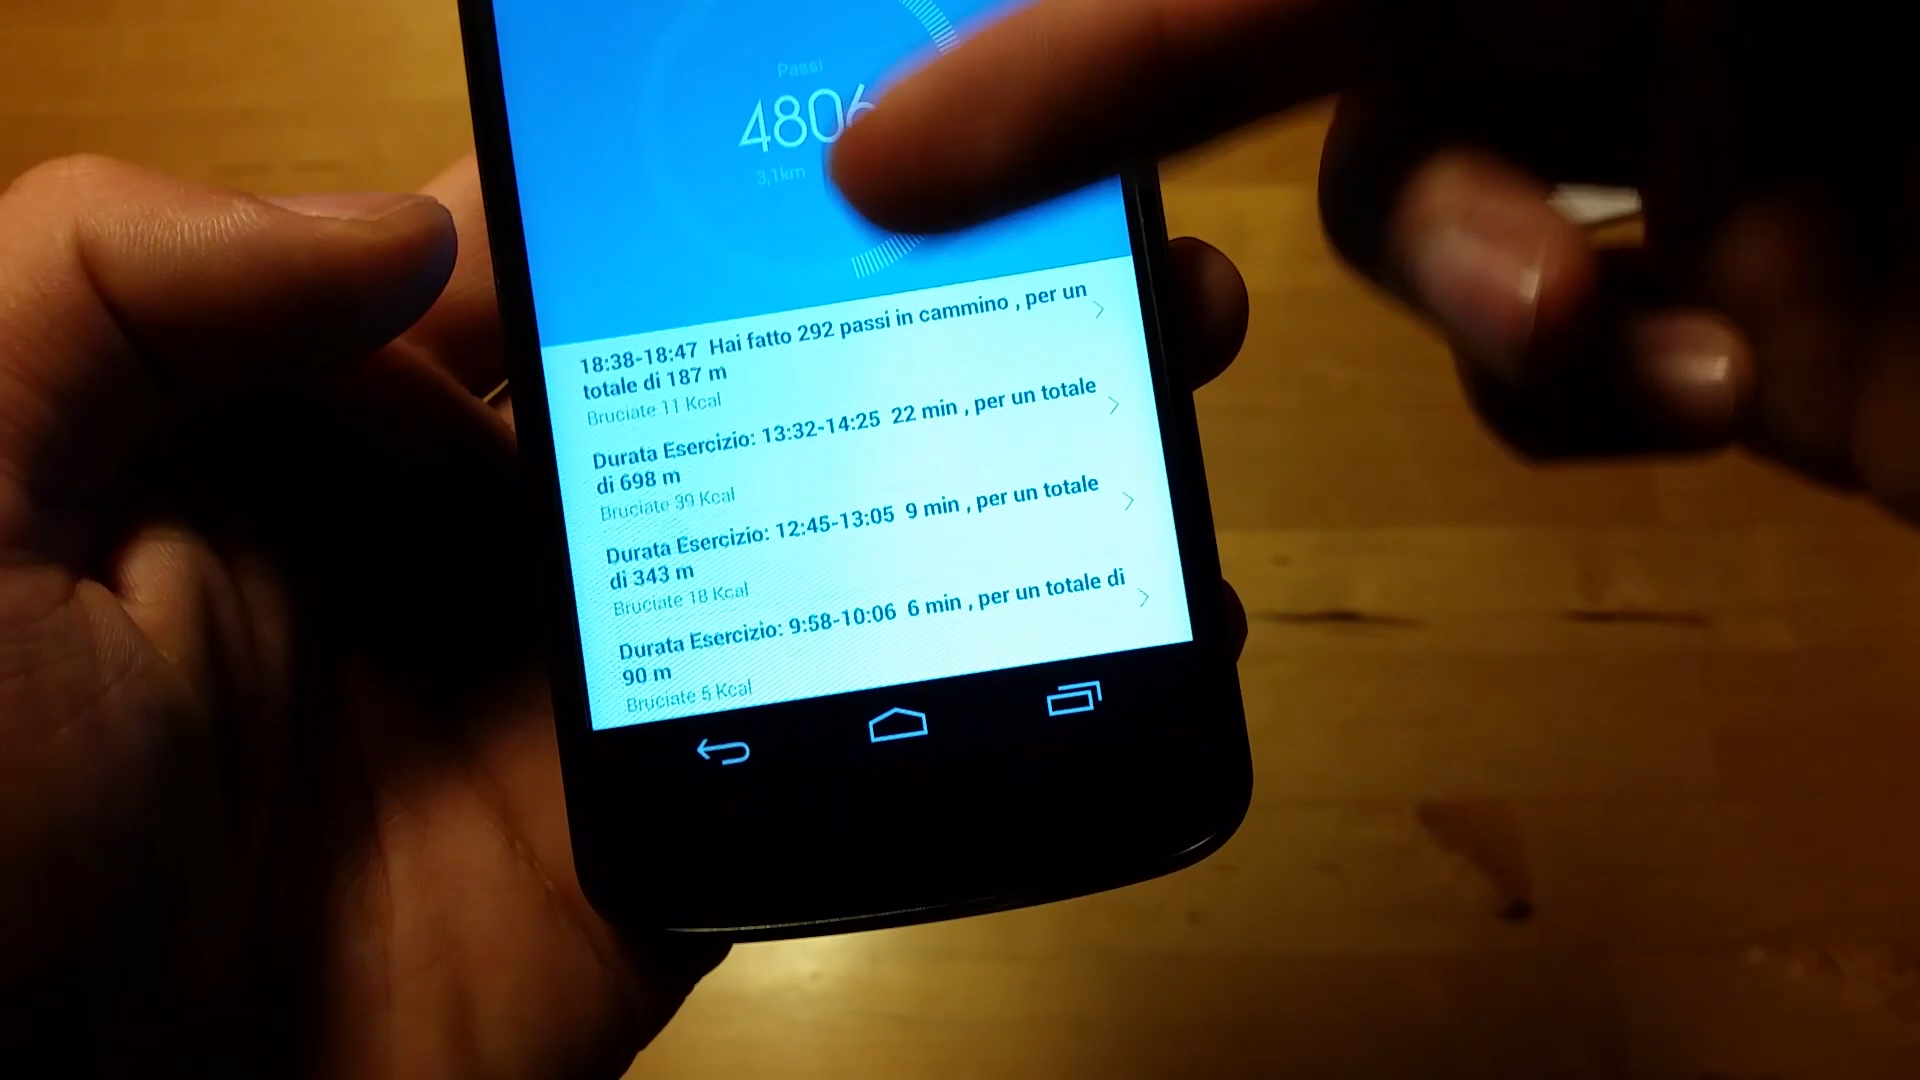 Passi
4806
3,1km
18:38-18:47 Hai fatto 292 passi in cammino , per un
totale di 187 m
Bruciate 11 Kcal
Durata Esercizio: 13:32-14:25 22 min , per un totale
di 698 m
Bruciate 39 Kcal
Durata Esercizio: 12:45-13:05 9 min , per un totale
di 343 m
Bruciate 18 Kcal
Durata Esercizio: 9:58-10:06 6 min , per un totale di
90 m
Bruciate 5 Kcal